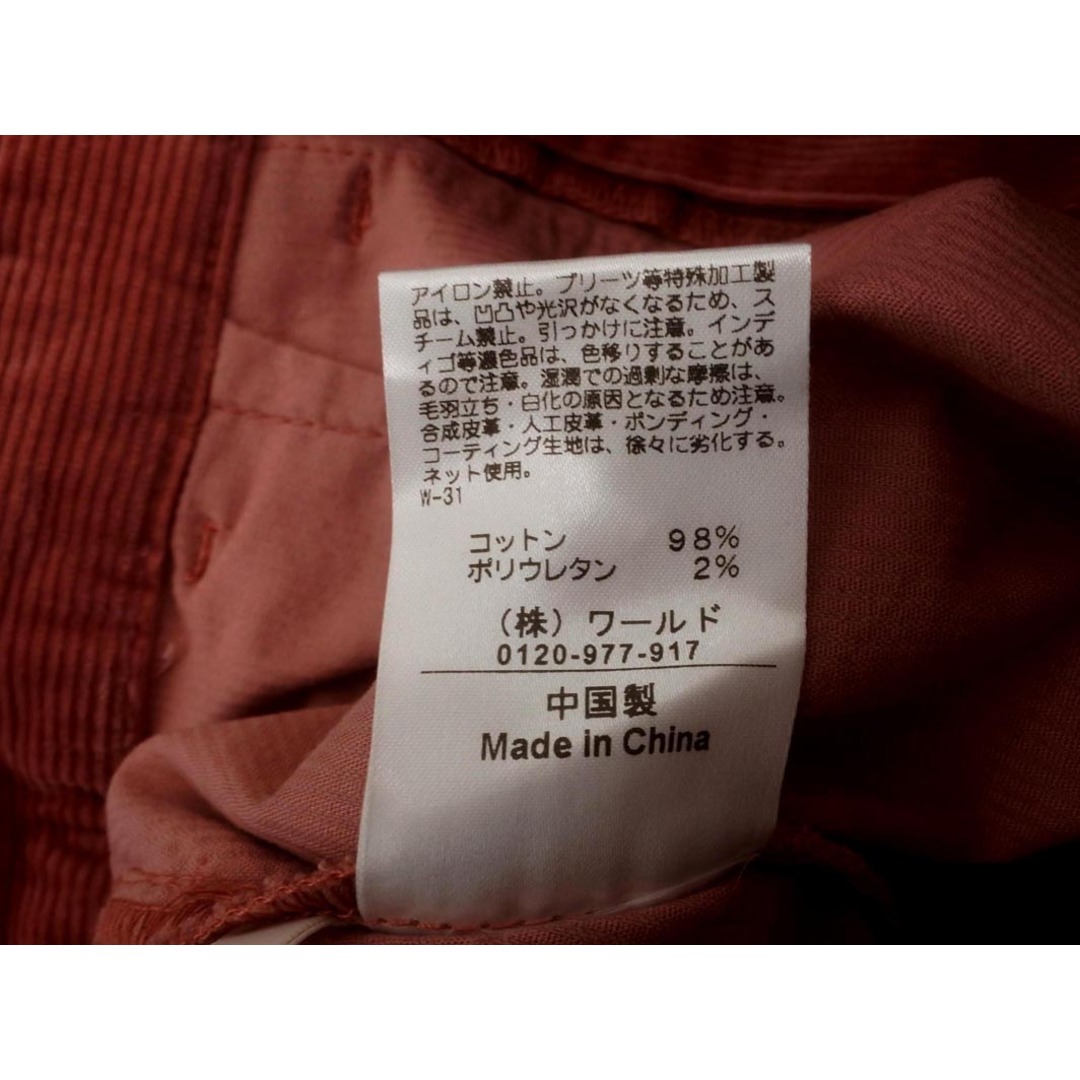 アイロン禁止。プリーツ等特殊加工製
品は、凹凸や光沢がなくなるため、ス
チーム禁止。引っかけに注意。インデ
ィゴ等濃色品は、色移りすることがあ
るので注意。湿潤での過剰な摩擦は、
毛羽立ち・白化の原因となるため注意。
合成皮革・人工皮革・ボンディング・
コーティング生地は、徐々に劣化する。
ネット使用。
W-31
コットン 98%
ポリウレタン 2%
(株)ワールド
0120-977-917
中国製
Made in China